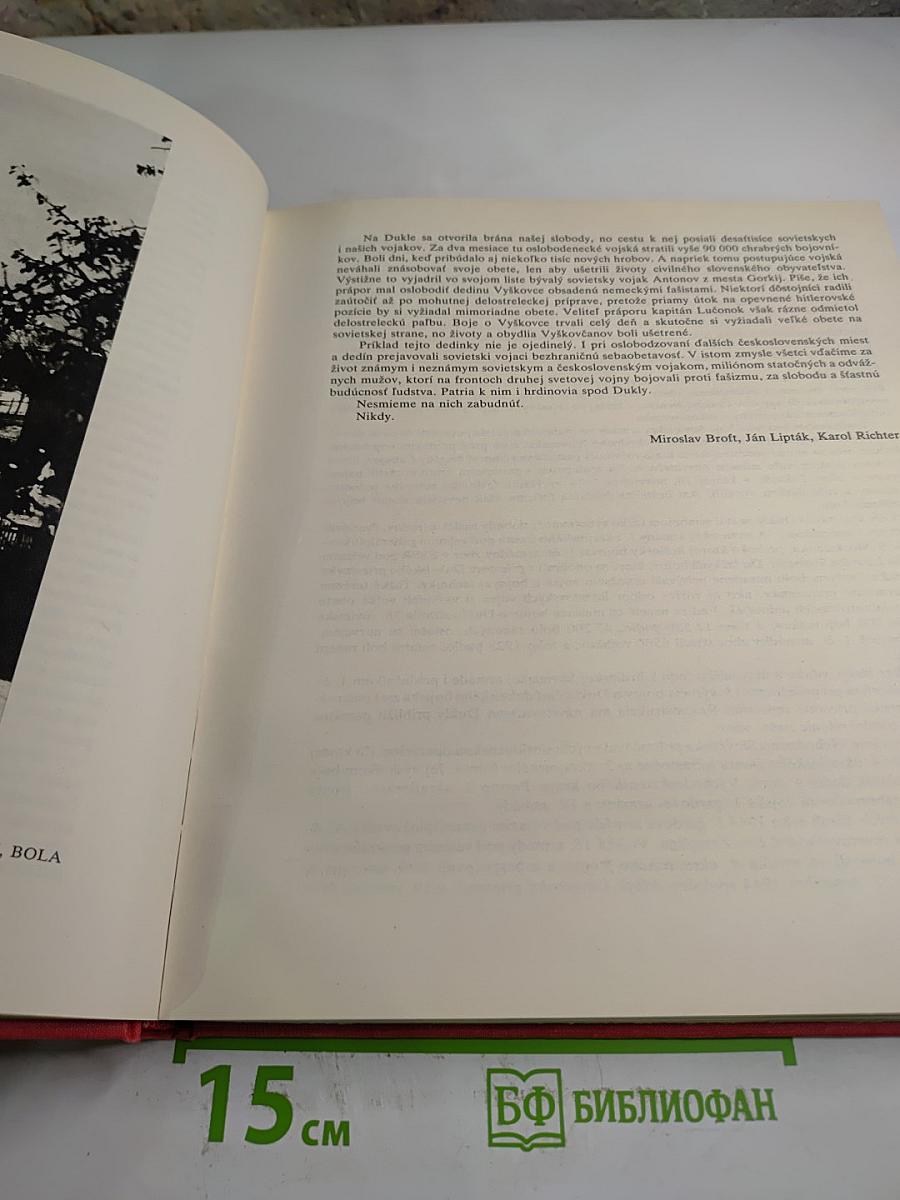 Na Dukle sa otvorila brána našej slobody, no cestu k nej posiali desaťtisíce sovietskych
i našich vojakov. Za dva mesiace tu oslobodenecké vojská stratili vyše 90 000 chrabrých bojovní-
kov. Boli dni, keď pribúdalo aj niekoľko tisíc nových hrobov. A napriek tomu postupujúce vojská
neváhali znásobovať svoje obete, len aby ušetrili životy civilného slovenského obyvateľstva.
Výstižne to vyjadril vo svojom liste bývalý sovietsky vojak Antonov z mesta Gorkij. Píše, že ich
prápor mal oslobodiť dedinu Vyškovce obsadenú nemeckými fašistami. Niektorí dôstojníci radili
zaútočiť až po mohutnej delostreleckej príprave, pretože priamy útok na opevnené hitlerovské
pozície by si vyžiadal mimoriadne obete. Veliteľ práporu kapitán Lučonok však rázne odmietol
delostreleckú paľbu. Boje o Vyškovce trvali celý deň a skutočne si vyžiadali veľké obete na
sovietskej strane, no životy a obydlia Vyškovčanov boli ušetrené.
Príklad tejto dedinky nie je ojedinelý. I pri oslobodzovaní ďalších československých miest
a dedín prejavovali sovietski vojaci bezhraničnú sebaobetavosť. V istom zmysle všetci vďačíme za
život známym i neznámym sovietskym a československým vojakom, miliónom statočných a odváž-
nych mužov, ktorí na frontoch druhej svetovej vojny bojovali proti fašizmu, za slobodu a šťastnú
budúcnosť ľudstva. Patria k nim i hrdinovia spod Dukly.
Nesmieme na nich zabudnúť.
Nikdy.
Miroslav Broft, Ján Lipták, Karol Richter
, BOLA
15 см
БФ БИБЛИОФАН